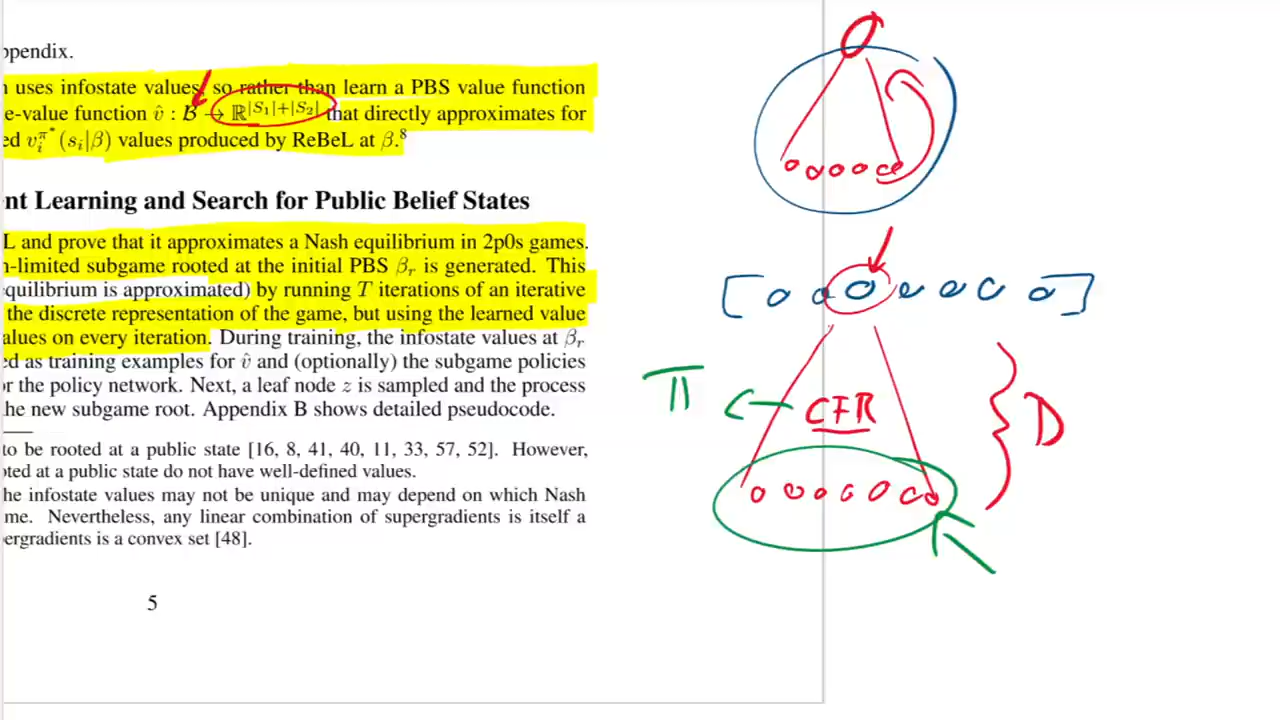 ppendix.
n uses infostate values, so rather than learn a PBS value function
e-value function v̂ : B → ℝ^{|S₁|+|S₂|} that directly approximates for
ed v_i^{π*}(s_i|β) values produced by ReBeL at β.⁸
nt Learning and Search for Public Belief States
L and prove that it approximates a Nash equilibrium in 2p0s games.
n-limited subgame rooted at the initial PBS β_r is generated. This
equilibrium is approximated) by running T iterations of an iterative
the discrete representation of the game, but using the learned value
alues on every iteration. During training, the infostate values at β_r
ed as training examples for v̂ and (optionally) the subgame policies
or the policy network. Next, a leaf node z is sampled and the process
he new subgame root. Appendix B shows detailed pseudocode.
to be rooted at a public state [16, 8, 41, 40, 11, 33, 57, 52]. However,
oted at a public state do not have well-defined values.
he infostate values may not be unique and may depend on which Nash
me. Nevertheless, any linear combination of supergradients is itself a
ergradients is a convex set [48].
5
π
CFR
D